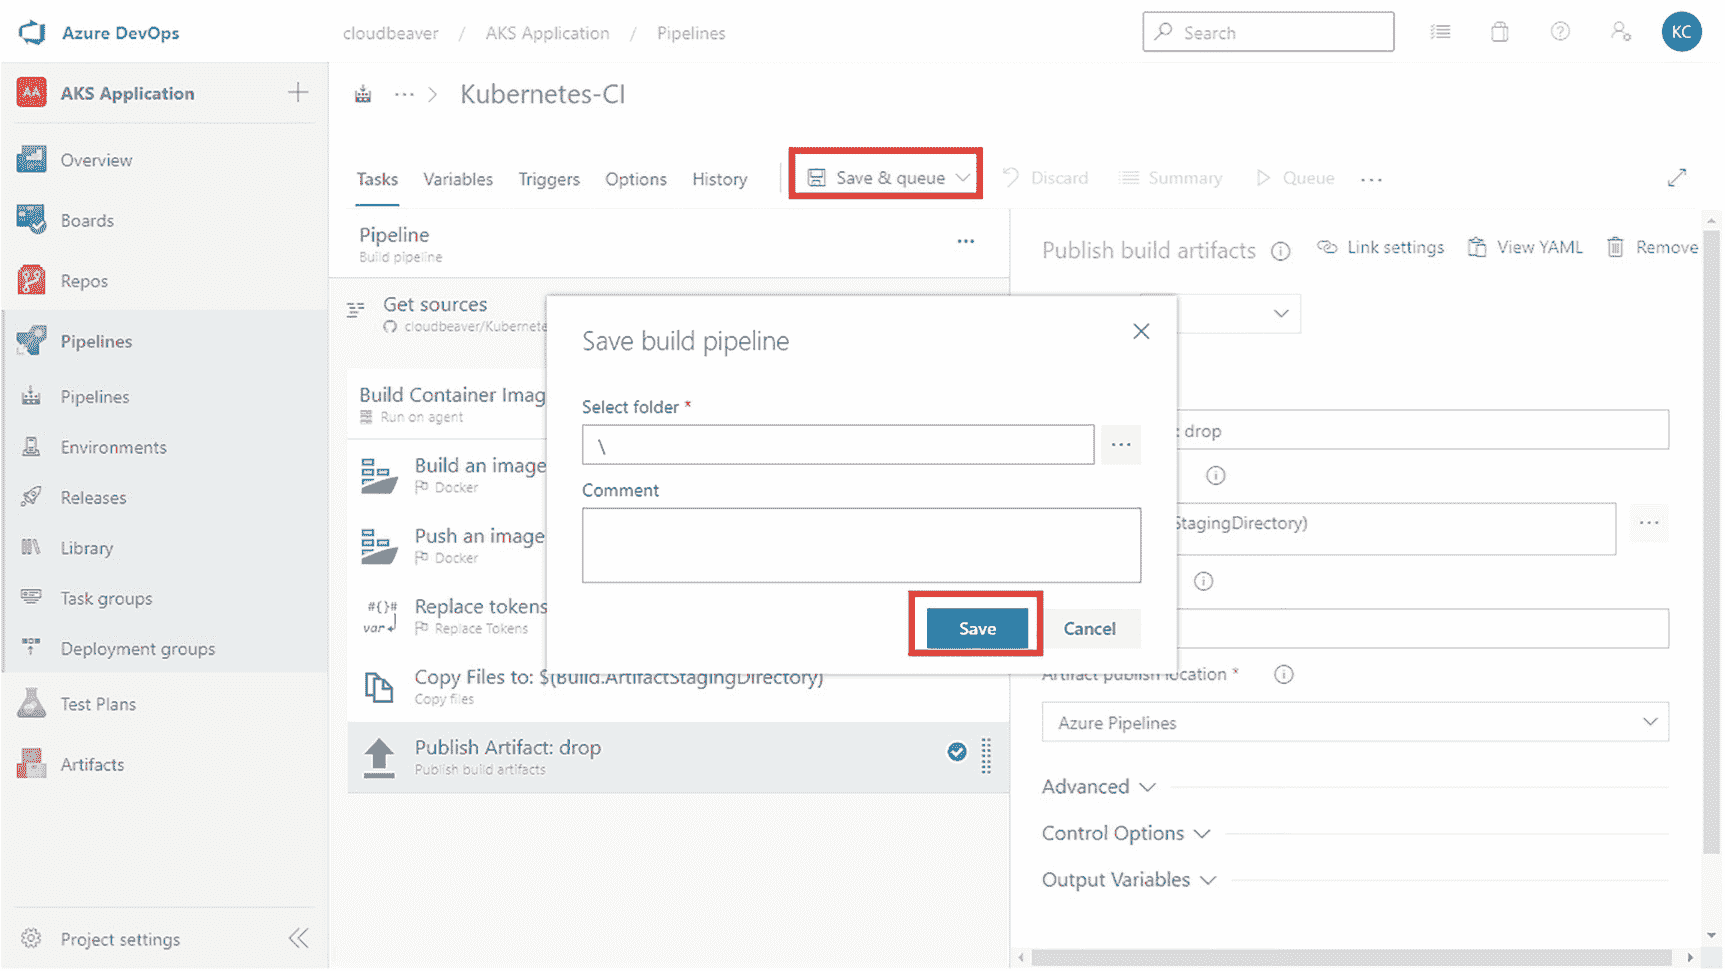 Azure DevOps
cloudbeaver / AKS Application / Pipelines
Search
KC
AA AKS Application
Kubernetes-CI
Overview
Boards
Repos
Pipelines
Pipelines
Environments
Releases
Library
Task groups
Deployment groups
Test Plans
Artifacts
Project settings
Tasks Variables Triggers Options History Save & queue Discard Summary Queue
Pipeline
Build pipeline
Get sources
cloudbeaver/Kubernete
Build Container Imag
Run on agent
Build an image
Docker
Push an image
Docker
#{}#
var
Replace tokens
Replace Tokens
Copy Files to: $(Build.ArtifactStagingDirectory)
Copy files
Publish Artifact: drop
Publish build artifacts
Publish build artifacts Link settings View YAML Remove
: drop
StagingDirectory)
Artifact publish location *
Azure Pipelines
Advanced
Control Options
Output Variables
Save build pipeline
Select folder *
\
Comment
Save Cancel